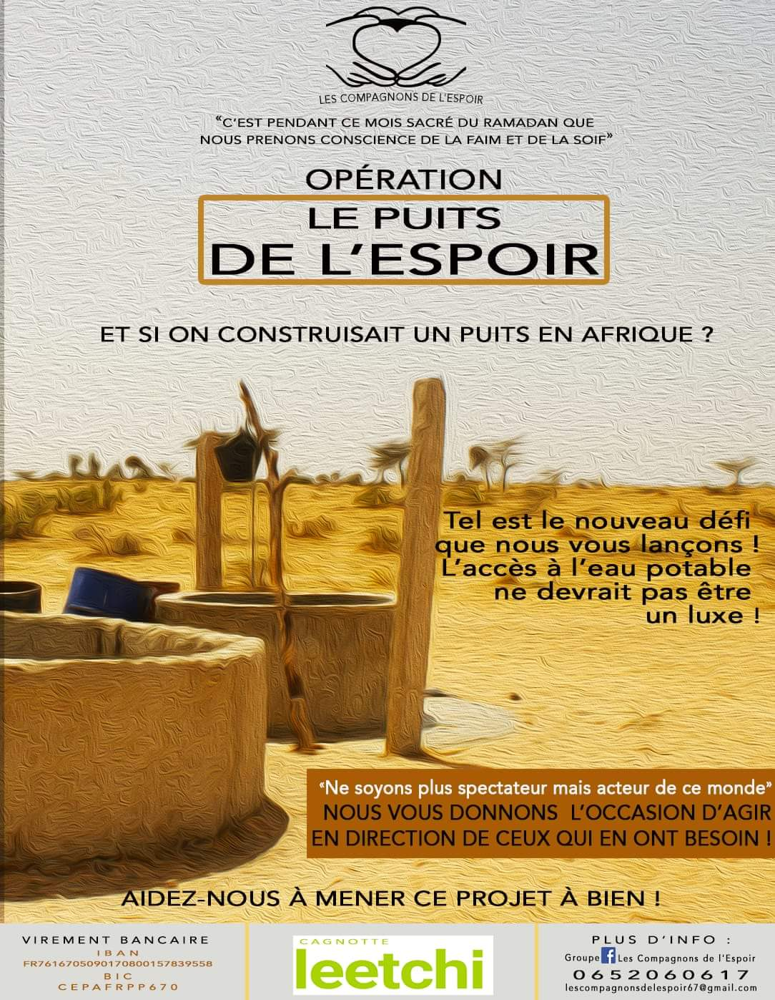 LES COMPAGNONS DE L'ESPOIR
«C'EST PENDANT CE MOIS SACRÉ DU RAMADAN QUE
NOUS PRENONS CONSCIENCE DE LA FAIM ET DE LA SOIF»
OPÉRATION
LE PUITS
DE L'ESPOIR
ET SI ON CONSTRUISAIT UN PUITS EN AFRIQUE ?
Tel est le nouveau défi
que nous vous lançons !
L'accès à l'eau potable
ne devrait pas être
un luxe !
«Ne soyons plus spectateur mais acteur de ce monde»
NOUS VOUS DONNONS L'OCCASION D'AGIR
EN DIRECTION DE CEUX QUI EN ONT BESOIN !
AIDEZ-NOUS À MENER CE PROJET À BIEN !
VIREMENT BANCAIRE
IBAN
FR7616705090170800157839558
BIC
CEPAFRPP670
CAGNOTTE
leetchi
PLUS D'INFO :
Groupe f Les Compagnons de l'Espoir
0652060617
lescompagnonsdelespoir67@gmail.com